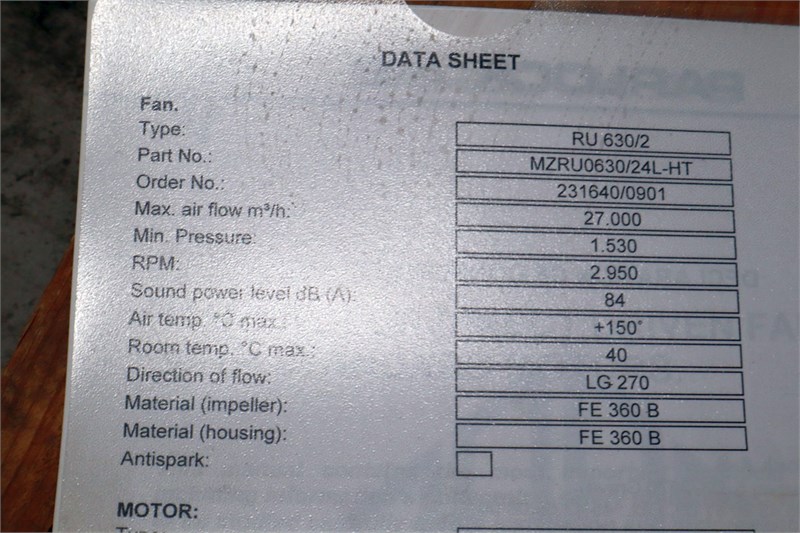 DATA SHEET
Fan.
Type: RU 630/2
Part No.: MZRU0630/24L-HT
Order No.: 231640/0901
Max. air flow m³/h: 27.000
Min. Pressure: 1.530
RPM: 2.950
Sound power level dB (A): 84
Air temp. °C max.: +150°
Room temp. °C max.: 40
Direction of flow: LG 270
Material (impeller): FE 360 B
Material (housing): FE 360 B
Antispark:
MOTOR: